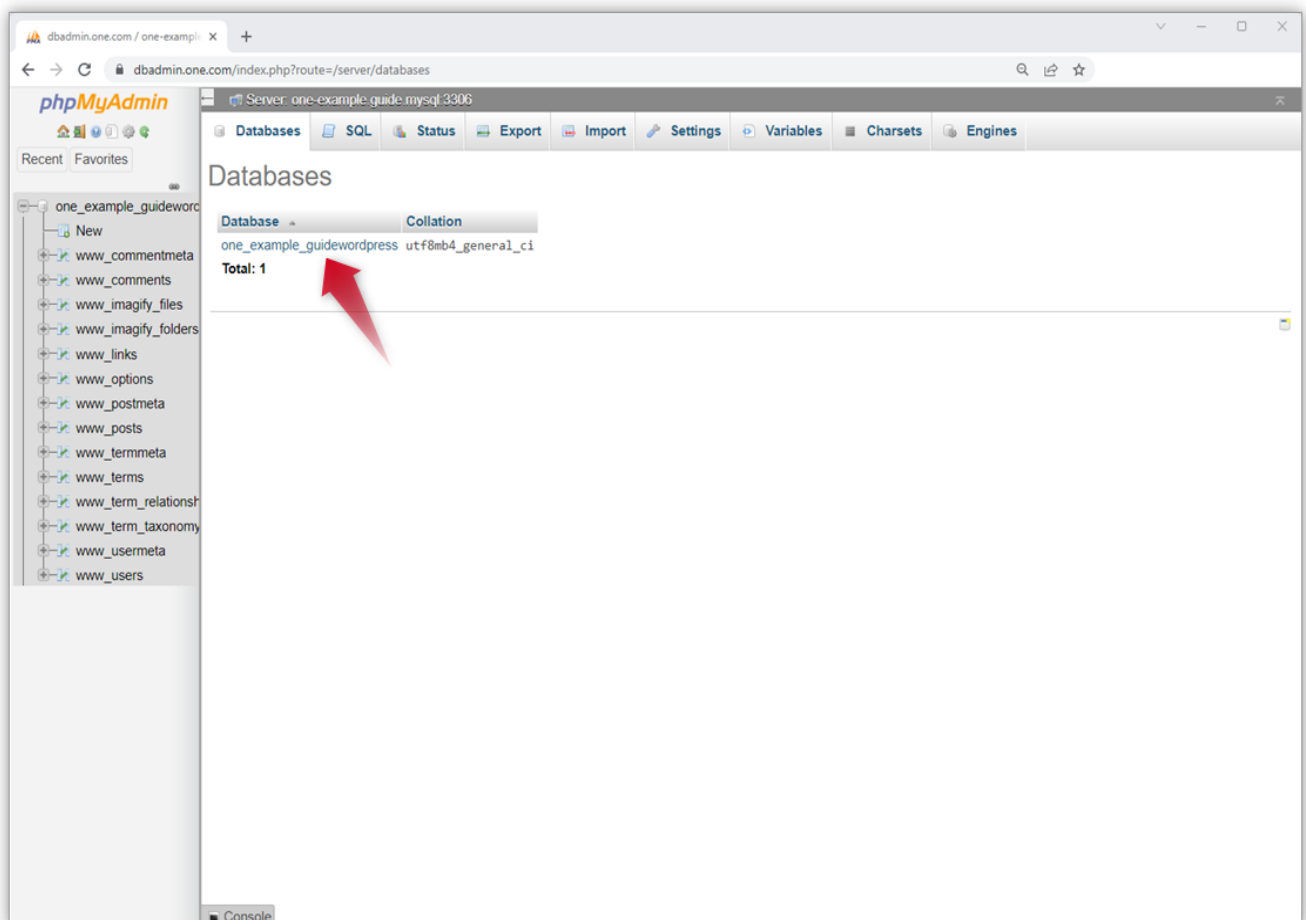 dbadmin.one.com / one-example
dbadmin.one.com/index.php?route=/server/databases
phpMyAdmin
Recent Favorites
one_example_guideword
New
www_commentmeta
www_comments
www_imagify_files
www_imagify_folders
www_links
www_options
www_postmeta
www_posts
www_termmeta
www_terms
www_term_relationsh
www_term_taxonomy
www_usermeta
www_users
Server: one-example.guide.mysql:3306
Databases SQL Status Export Import Settings Variables Charsets Engines
Databases
Database Collation
one_example_guidewordpress utf8mb4_general_ci
Total: 1
Console